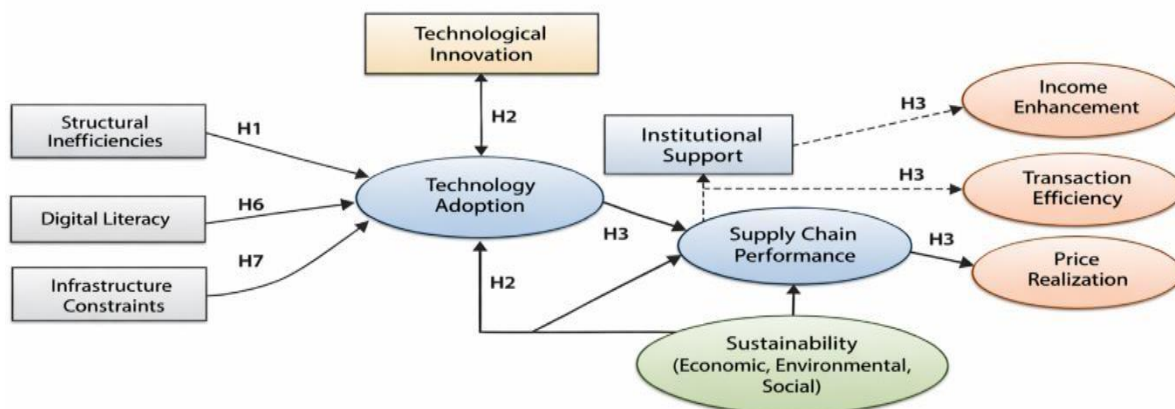 Technological
Innovation
H2
Structural
Inefficiencies
H1
Digital Literacy
H6
Infrastructure
Constraints
H7
Technology
Adoption
H2
H3
Institutional
Support
H3
H3
Supply Chain
Performance
H3
Income
Enhancement
Transaction
Efficiency
Price
Realization
Sustainability
(Economic, Environmental,
Social)